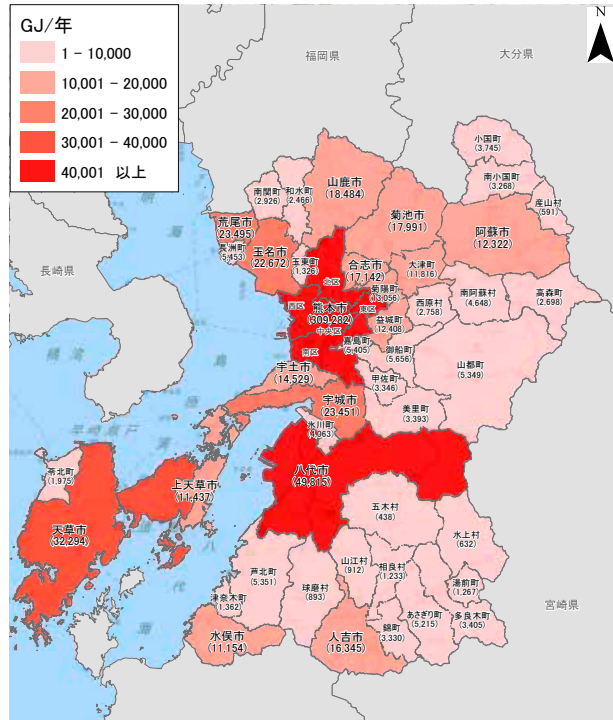 GJ/年
1 - 10,000
10,001 - 20,000
20,001 - 30,000
30,001 - 40,000
40,001 以上
N
福岡県
大分県
長崎県
宮崎県
小国町
(3,745)
南小国町
(3,268)
産山村
(591)
山鹿市
(18,484)
和水町
(2,466)
南関町
(2,926)
菊池市
(17,991)
阿蘇市
(12,322)
荒尾市
(23,495)
長洲町
(5,453)
玉名市
(22,672)
玉東町
(1,326)
合志市
(17,142)
大津町
(11,816)
北区
菊陽町
(13,056)
西原村
(2,758)
南阿蘇村
(4,648)
高森町
(2,698)
西区
熊本市
(309,282)
東区
中央区
益城町
(12,408)
南区
嘉島町
(5,405)
御船町
(5,656)
山都町
(5,349)
宇土市
(14,529)
甲佐町
(3,346)
宇城市
(23,451)
美里町
(3,393)
氷川町
(4,063)
八代市
(49,815)
苓北町
(1,975)
上天草市
(11,437)
天草市
(32,294)
五木村
(438)
水上村
(632)
山江村
(912)
相良村
(1,233)
湯前町
(1,267)
芦北町
(5,351)
球磨村
(893)
津奈木町
(1,362)
あさぎり町
(5,215)
多良木町
(3,405)
錦町
(3,330)
水俣市
(11,154)
人吉市
(16,345)